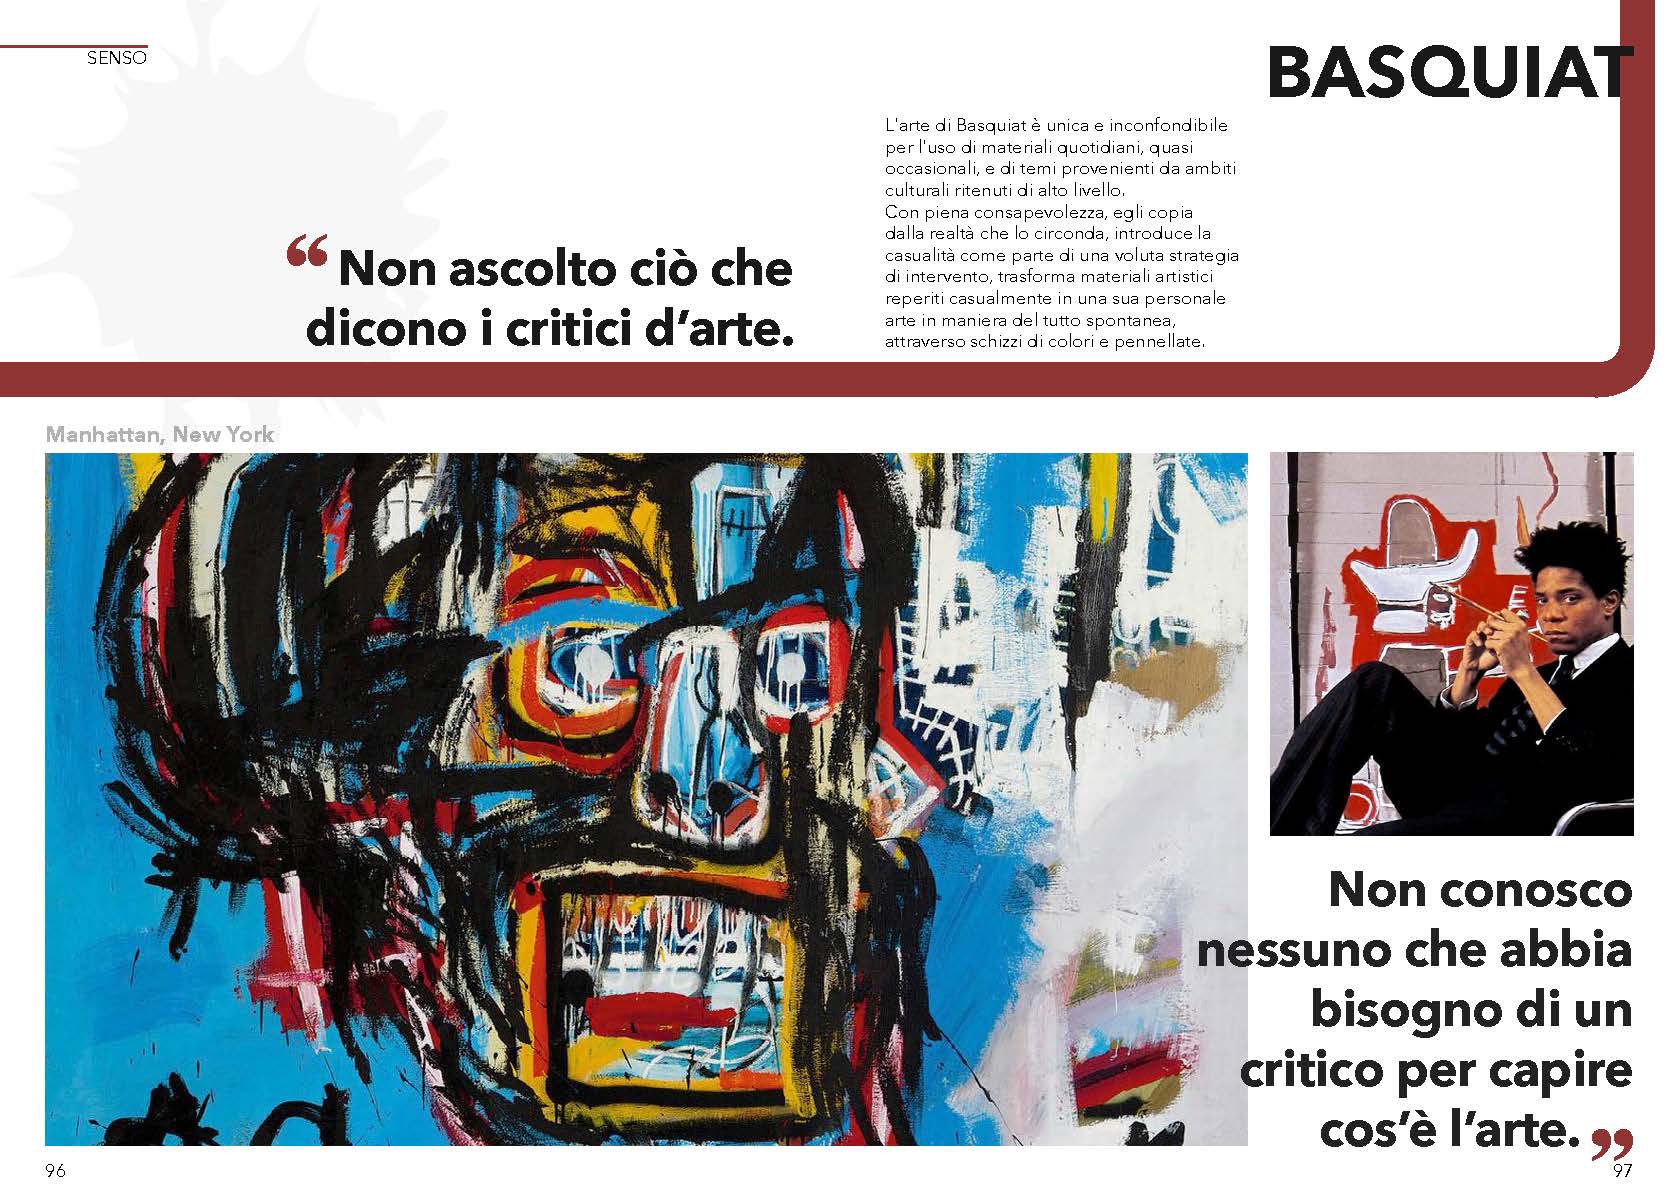 SENSO
BASQUIAT
L'arte di Basquiat è unica e inconfondibile
per l'uso di materiali quotidiani, quasi
occasionali, e di temi provenienti da ambiti
culturali ritenuti di alto livello.
Con piena consapevolezza, egli copia
dalla realtà che lo circonda, introduce la
casualità come parte di una voluta strategia
di intervento, trasforma materiali artistici
reperiti casualmente in una sua personale
arte in maniera del tutto spontanea,
attraverso schizzi di colori e pennellate.
“Non ascolto ciò che
dicono i critici d’arte.
Manhattan, New York
Non conosco
nessuno che abbia
bisogno di un
critico per capire
cos’è l’arte.”
96
97